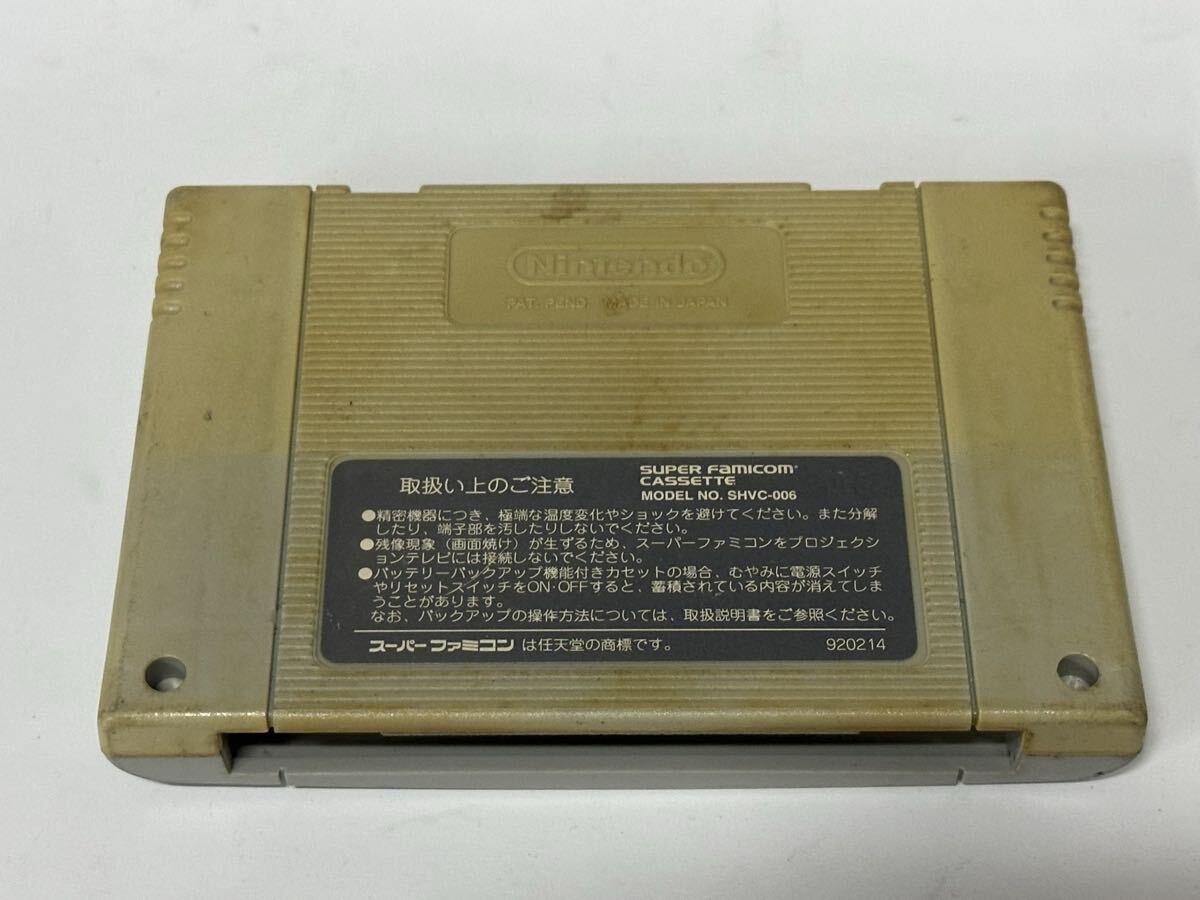 Nintendo
PAT. PEND. MADE IN JAPAN
取扱い上のご注意
SUPER FAMICOM
CASSETTE
MODEL NO. SHVC-006
●精密機器につき、極端な温度変化やショックを避けてください。また分解
したり、端子部を汚したりしないでください。
●残像現象(画面焼け)が生ずるため、スーパーファミコンをプロジェクシ
ョンテレビには接続しないでください。
●バッテリーバックアップ機能付きカセットの場合、むやみに電源スイッチ
やリセットスイッチをON・OFFすると、蓄積されている内容が消えてしま
うことがあります。
なお、バックアップの操作方法については、取扱説明書をご参照ください。
スーパーファミコン は任天堂の商標です。
920214